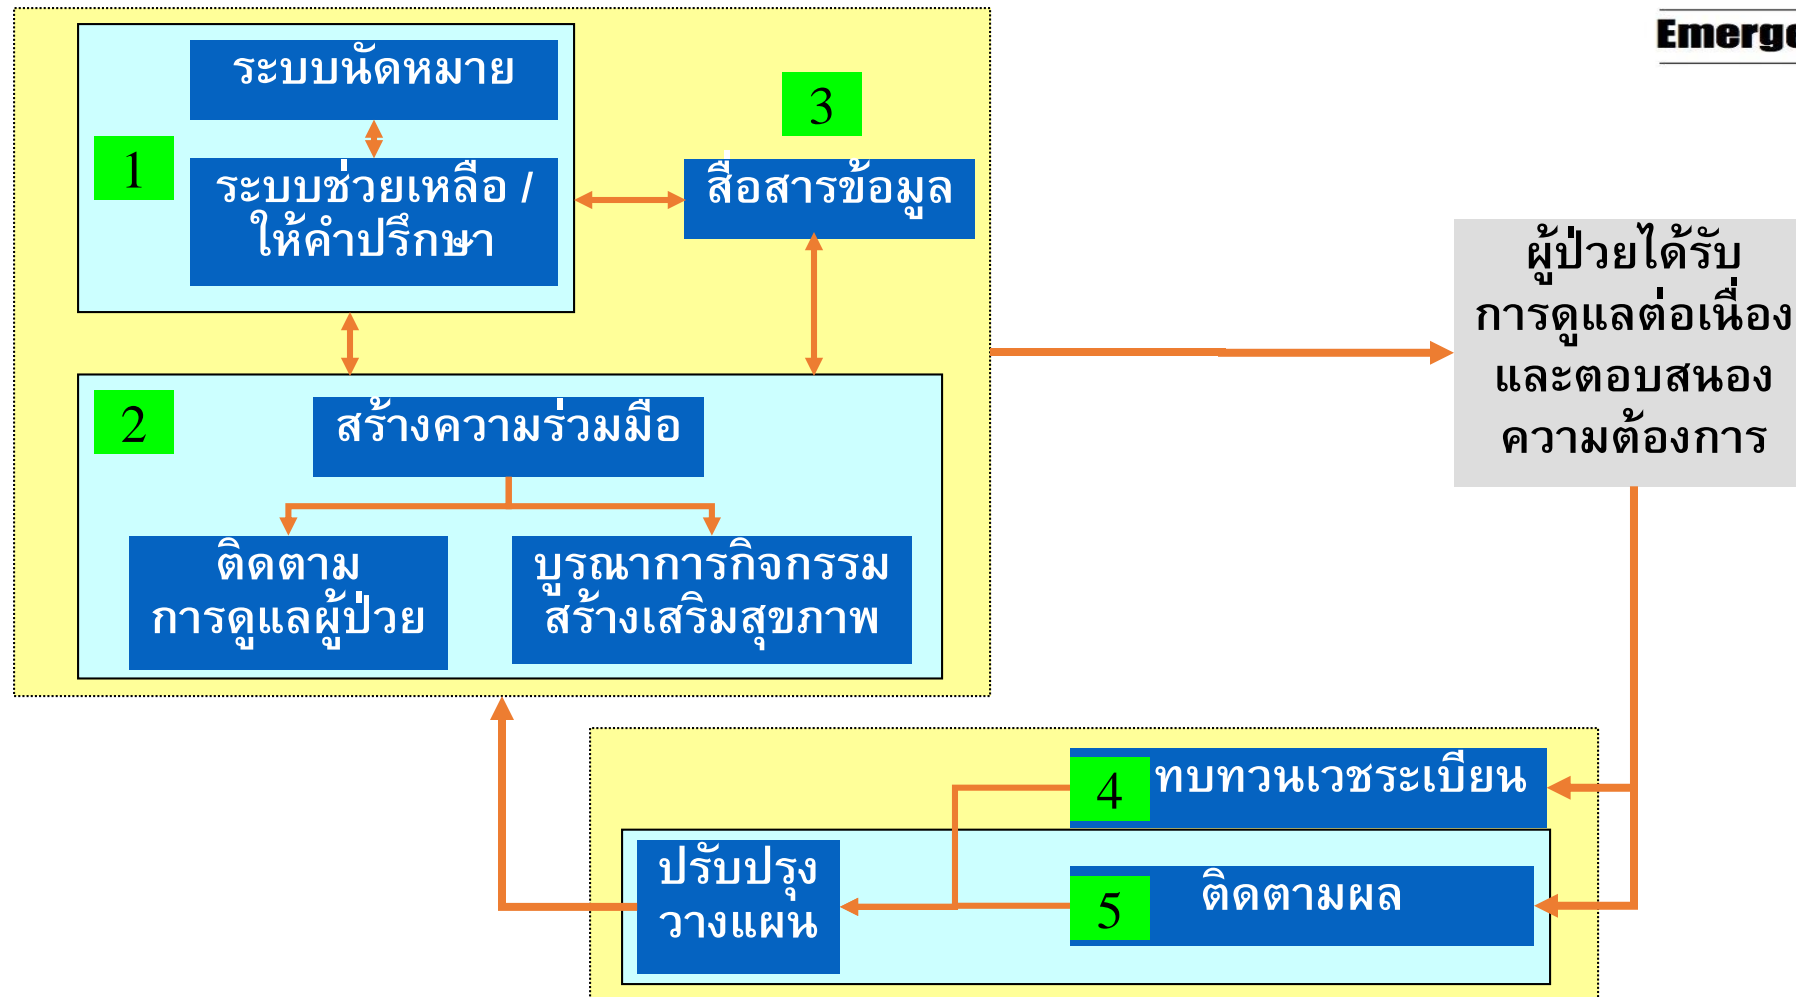 Emerge
ระบบนัดหมาย
3
1
ระบบช่วยเหลือ /
ให้คำปรึกษา
สื่อสารข้อมูล
ผู้ป่วยได้รับ
การดูแลต่อเนื่อง
และตอบสนอง
ความต้องการ
2
สร้างความร่วมมือ
ติดตาม
การดูแลผู้ป่วย
บูรณาการกิจกรรม
สร้างเสริมสุขภาพ
4
ทบทวนเวชระเบียน
ปรับปรุง
วางแผน
5
ติดตามผล